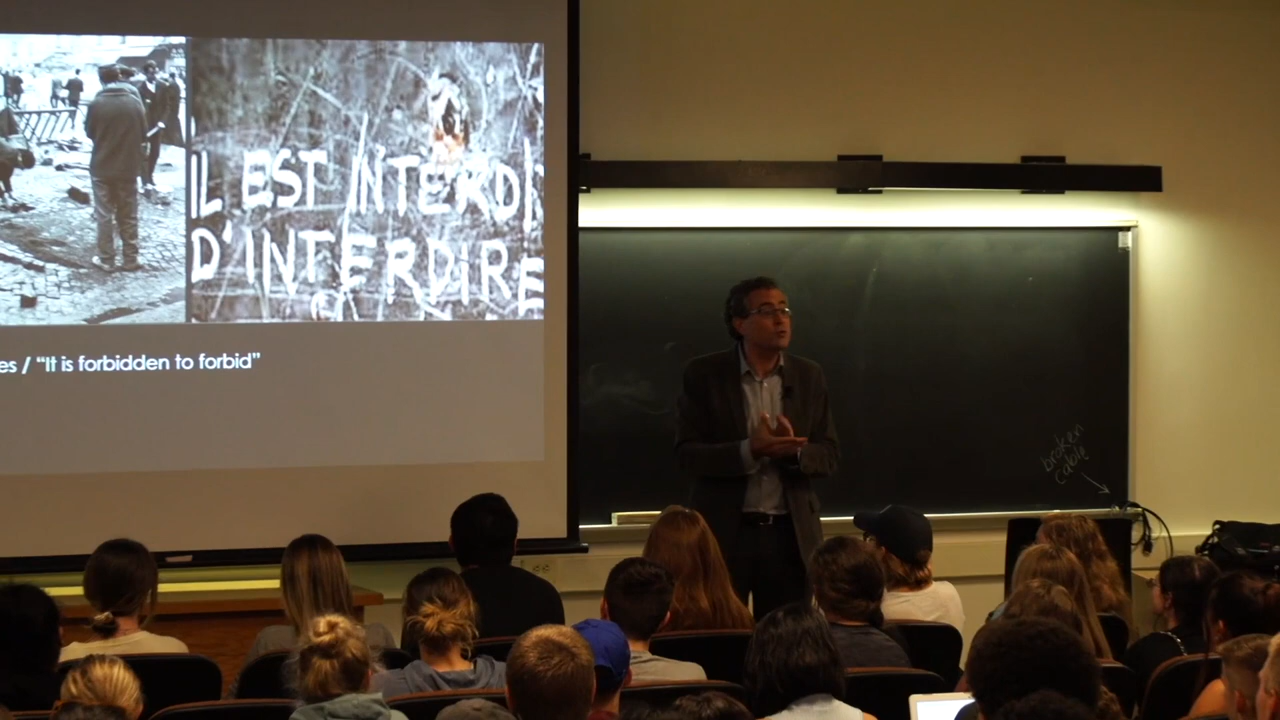 IL EST INTERDI
D'INTERDIRE
es / “It is forbidden to forbid”
broken
cable